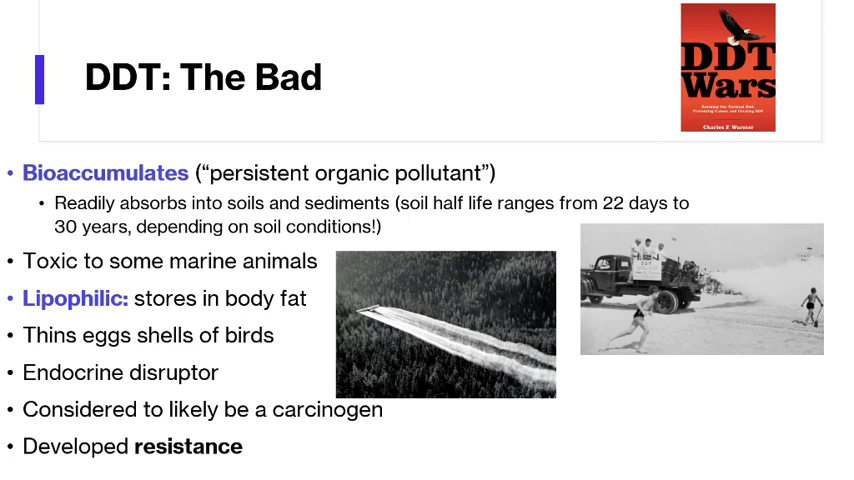 DDT: The Bad
DDT
Wars
Charles F. Wurster
• Bioaccumulates (“persistent organic pollutant”)
• Readily absorbs into soils and sediments (soil half life ranges from 22 days to
30 years, depending on soil conditions!)
• Toxic to some marine animals
• Lipophilic: stores in body fat
• Thins eggs shells of birds
• Endocrine disruptor
• Considered to likely be a carcinogen
• Developed resistance
DDT